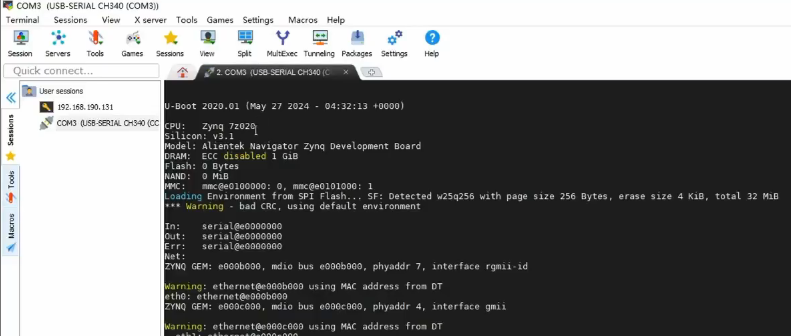 COM3 (USB-SERIAL CH340 (COM3))
Terminal Sessions View X server Tools Games Settings Macros Help
Session Servers Tools Games Sessions View Split MultiExec Tunneling Packages Settings Help
Quick connect...
2. COM3 (USB-SERIAL CH340 (C
User sessions
192.168.190.131
COM3 (USB-SERIAL CH340 (CC
Sessions
Tools
Macros
U-Boot 2020.01 (May 27 2024 - 04:32:13 +0000)
CPU: Zynq 7z020
Silicon: v3.1
Model: Alientek Navigator Zynq Development Board
DRAM: ECC disabled 1 GiB
Flash: 0 Bytes
NAND: 0 MiB
MMC: mmc@e0100000: 0, mmc@e0101000: 1
Loading Environment from SPI Flash... SF: Detected w25q256 with page size 256 Bytes, erase size 4 KiB, total 32 MiB
*** Warning - bad CRC, using default environment
In: serial@e0000000
Out: serial@e0000000
Err: serial@e0000000
Net:
ZYNQ GEM: e000b000, mdio bus e000b000, phyaddr 7, interface rgmii-id
Warning: ethernet@e000b000 using MAC address from DT
eth0: ethernet@e000b000
ZYNQ GEM: e000c000, mdio bus e000c000, phyaddr 4, interface gmii
Warning: ethernet@e000c000 using MAC address from DT